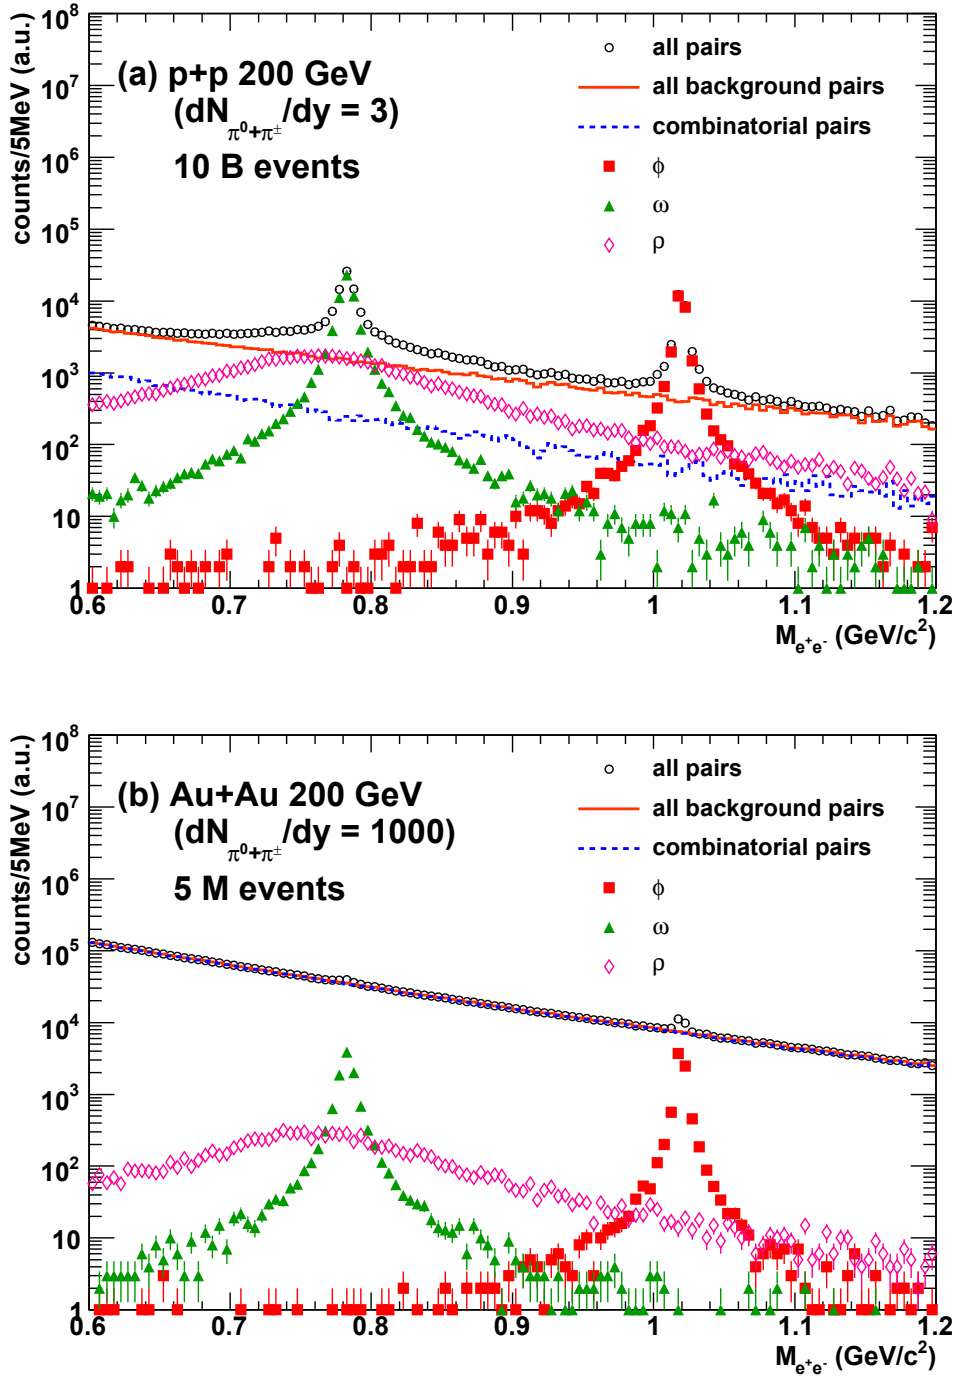 counts/5MeV (a.u.)
10^8
10^7
10^6
10^5
10^4
10^3
10^2
10
1
(a) p+p 200 GeV
(dN_{π^0+π^±}/dy = 3)
10 B events
all pairs
all background pairs
combinatorial pairs
ϕ
ω
ρ
0.6 0.7 0.8 0.9 1 1.1 1.2
M_{e^+e^-} (GeV/c^2)
counts/5MeV (a.u.)
10^8
10^7
10^6
10^5
10^4
10^3
10^2
10
1
(b) Au+Au 200 GeV
(dN_{π^0+π^±}/dy = 1000)
5 M events
all pairs
all background pairs
combinatorial pairs
ϕ
ω
ρ
0.6 0.7 0.8 0.9 1 1.1 1.2
M_{e^+e^-} (GeV/c^2)